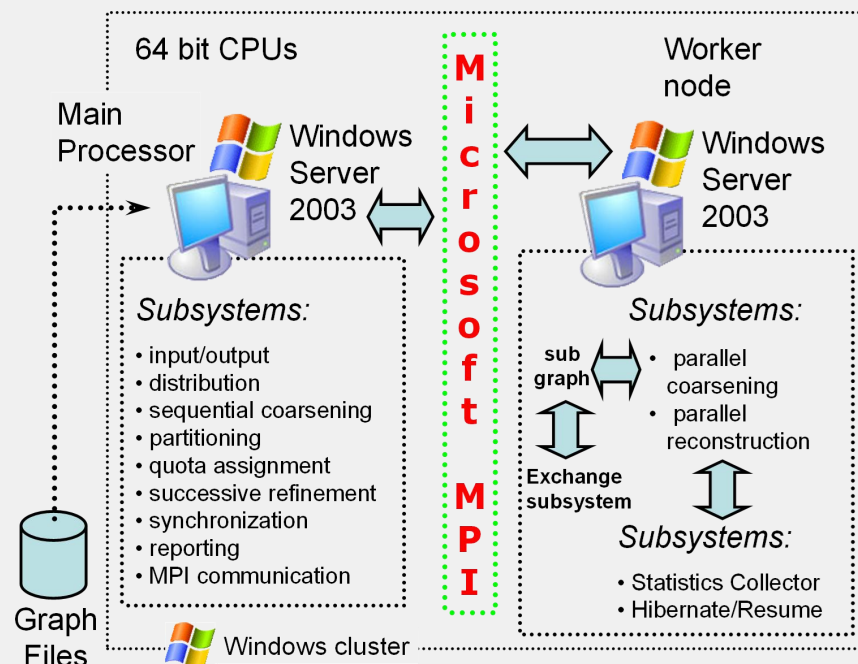 64 bit CPUs
Main
Processor
Windows
Server
2003
Subsystems:
• input/output
• distribution
• sequential coarsening
• partitioning
• quota assignment
• successive refinement
• synchronization
• reporting
• MPI communication
Graph
Files
Windows cluster
Microsoft MPI
Worker
node
Windows
Server
2003
Subsystems:
sub
graph
• parallel
coarsening
• parallel
reconstruction
Exchange
subsystem
Subsystems:
• Statistics Collector
• Hibernate/Resume